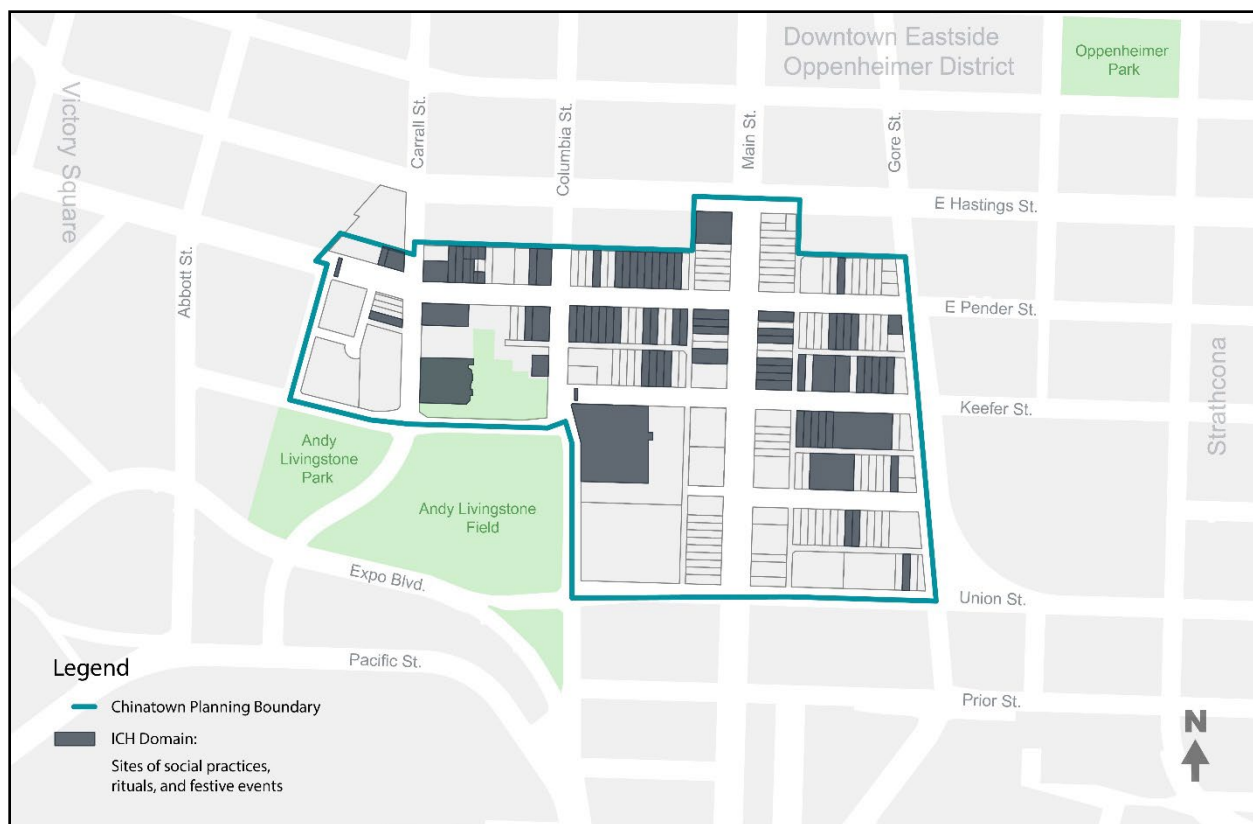 Downtown Eastside
Oppenheimer District
Oppenheimer
Park
Victory Square
Carrall St.
Columbia St.
Main St.
Gore St.
E Hastings St.
Abbott St.
E Pender St.
Strathcona
Keefer St.
Andy
Livingstone
Park
Andy Livingstone
Field
Expo Blvd.
Union St.
Pacific St.
Prior St.
Legend
Chinatown Planning Boundary
ICH Domain:
Sites of social practices,
rituals, and festive events
N